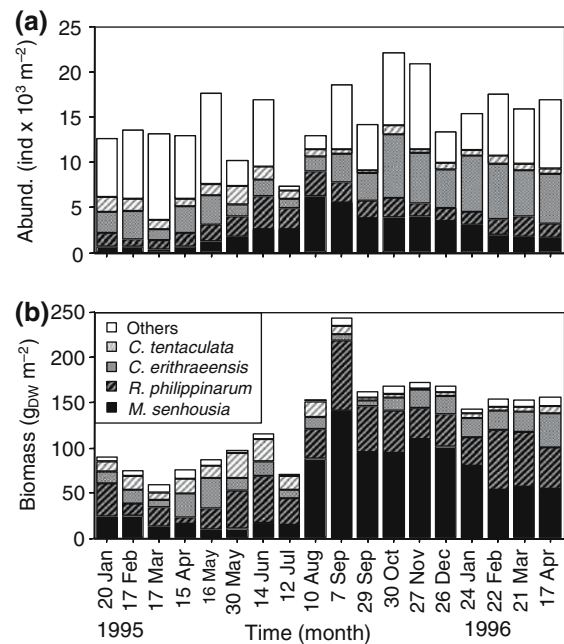 (a)
25
20
15
10
5
0
Abund. (ind x 10³ m⁻²)
(b)
250
200
150
100
50
0
Biomass (gDW m⁻²)
Others
C. tentaculata
C. erithraeensis
R. philippinarum
M. senhousia
20 Jan
17 Feb
17 Mar
15 Apr
16 May
30 May
14 Jun
12 Jul
10 Aug
7 Sep
29 Sep
30 Oct
27 Nov
26 Dec
24 Jan
22 Feb
21 Mar
17 Apr
1995 Time (month) 1996